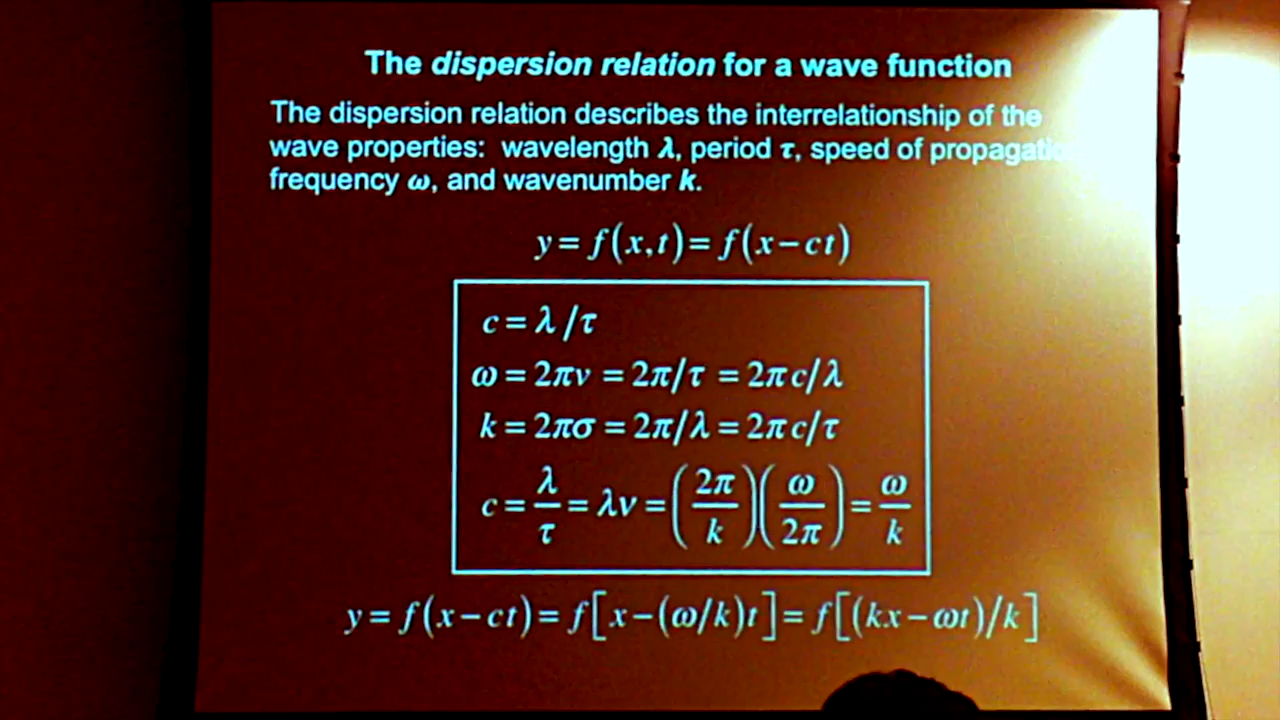 The dispersion relation for a wave function
The dispersion relation describes the interrelationship of the
wave properties: wavelength λ, period τ, speed of
frequency ω, and wavenumber k.
y = f(x,t) = f(x−ct)
c = λ/τ
ω = 2πν = 2π/τ = 2πc/λ
k = 2πσ = 2π/λ = 2πc/τ
c = λ/τ = λν = (2π/k)(ω/2π) = ω/k
y = f(x−ct) = f[x−(ω/k)t] = f[(kx−ωt)/k]